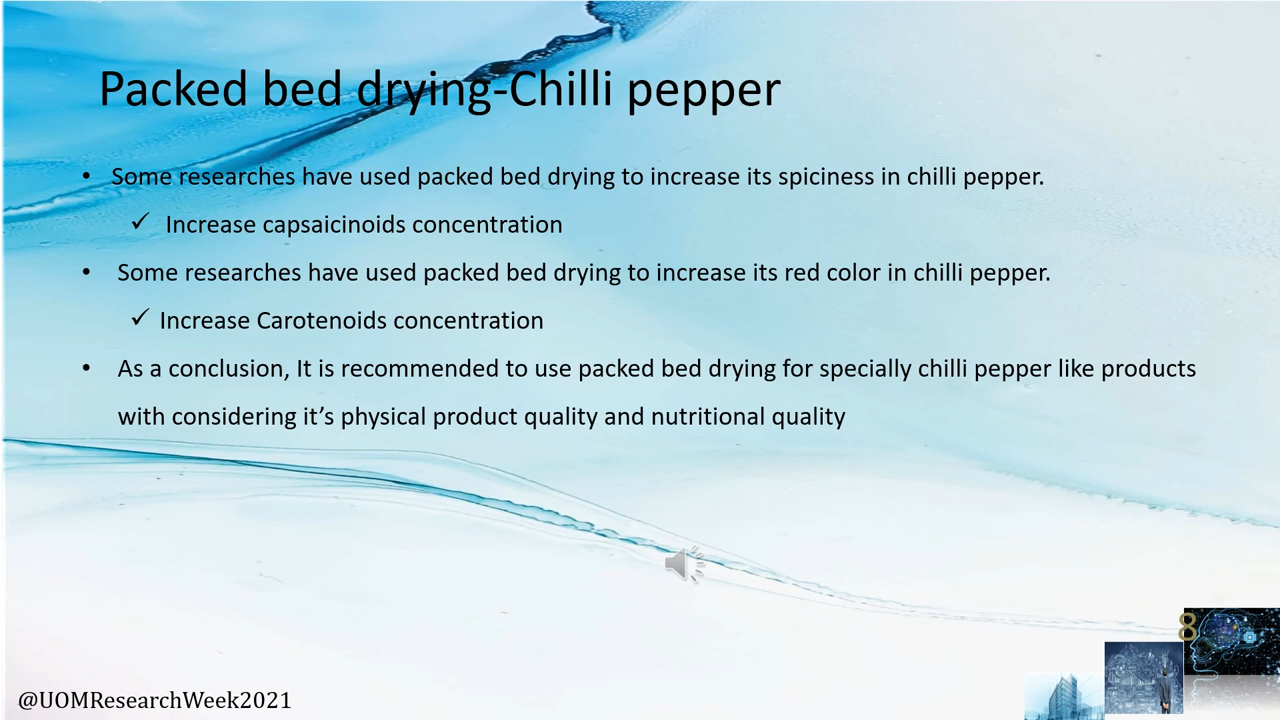 Packed bed drying-Chilli pepper
• Some researches have used packed bed drying to increase its spiciness in chilli pepper.
✓ Increase capsaicinoids concentration
• Some researches have used packed bed drying to increase its red color in chilli pepper.
✓ Increase Carotenoids concentration
• As a conclusion, It is recommended to use packed bed drying for specially chilli pepper like products
with considering it’s physical product quality and nutritional quality
8
@UOMResearchWeek2021